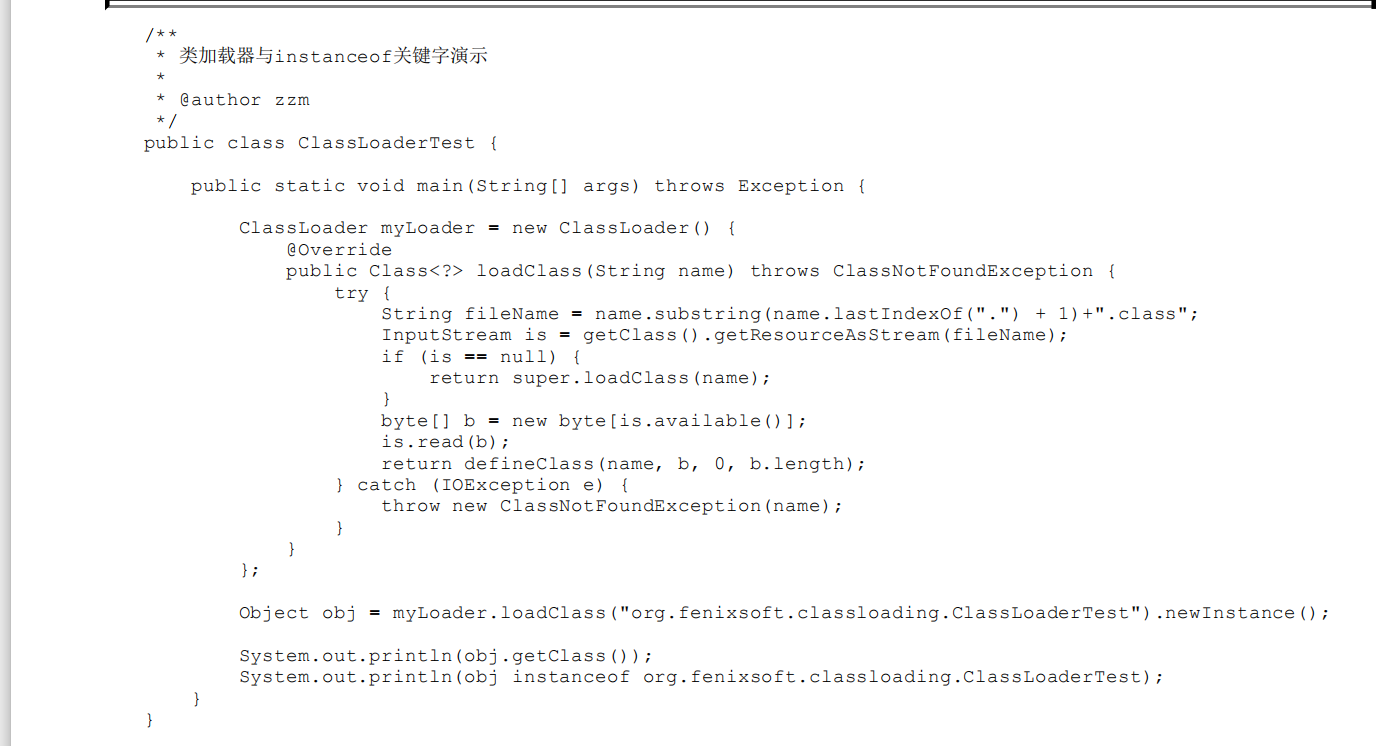 /**
 * 类加载器与instanceof关键字演示
 *
 * @author zzm
 */
public class ClassLoaderTest {
    public static void main(String[] args) throws Exception {
        ClassLoader myLoader = new ClassLoader() {
            @Override
            public Class<?> loadClass(String name) throws ClassNotFoundException {
                try {
                    String fileName = name.substring(name.lastIndexOf(".") + 1)+".class";
                    InputStream is = getClass().getResourceAsStream(fileName);
                    if (is == null) {
                        return super.loadClass(name);
                    }
                    byte[] b = new byte[is.available()];
                    is.read(b);
                    return defineClass(name, b, 0, b.length);
                } catch (IOException e) {
                    throw new ClassNotFoundException(name);
                }
            }
        };
        Object obj = myLoader.loadClass("org.fenixsoft.classloading.ClassLoaderTest").newInstance();
        System.out.println(obj.getClass());
        System.out.println(obj instanceof org.fenixsoft.classloading.ClassLoaderTest);
    }
}